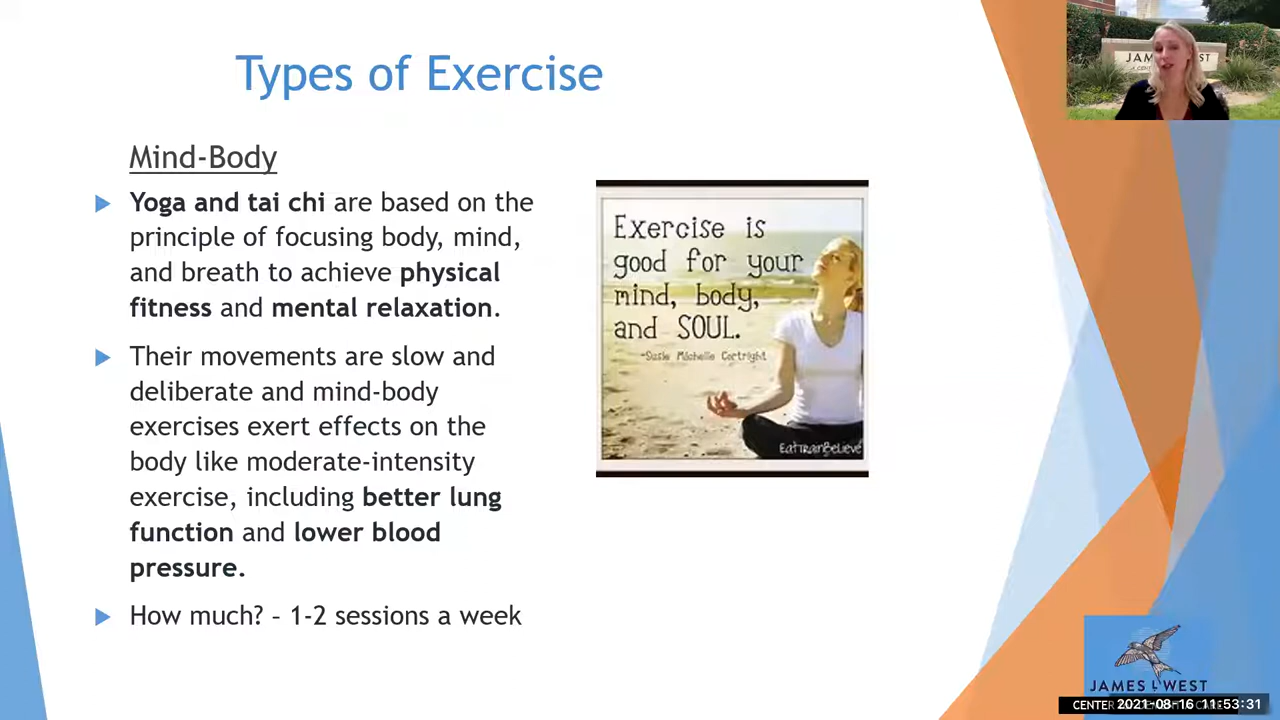 Types of Exercise
Mind-Body
Yoga and tai chi are based on the
principle of focusing body, mind,
and breath to achieve physical
fitness and mental relaxation.
Their movements are slow and
deliberate and mind-body
exercises exert effects on the
body like moderate-intensity
exercise, including better lung
function and lower blood
pressure.
How much? – 1-2 sessions a week
Exercise is
good for your
mind, body,
and SOUL.
-Susie Michelle Cortright
EatTrainBelieve
JAMES L WEST
CENTER
2021-08-16 11:53:31